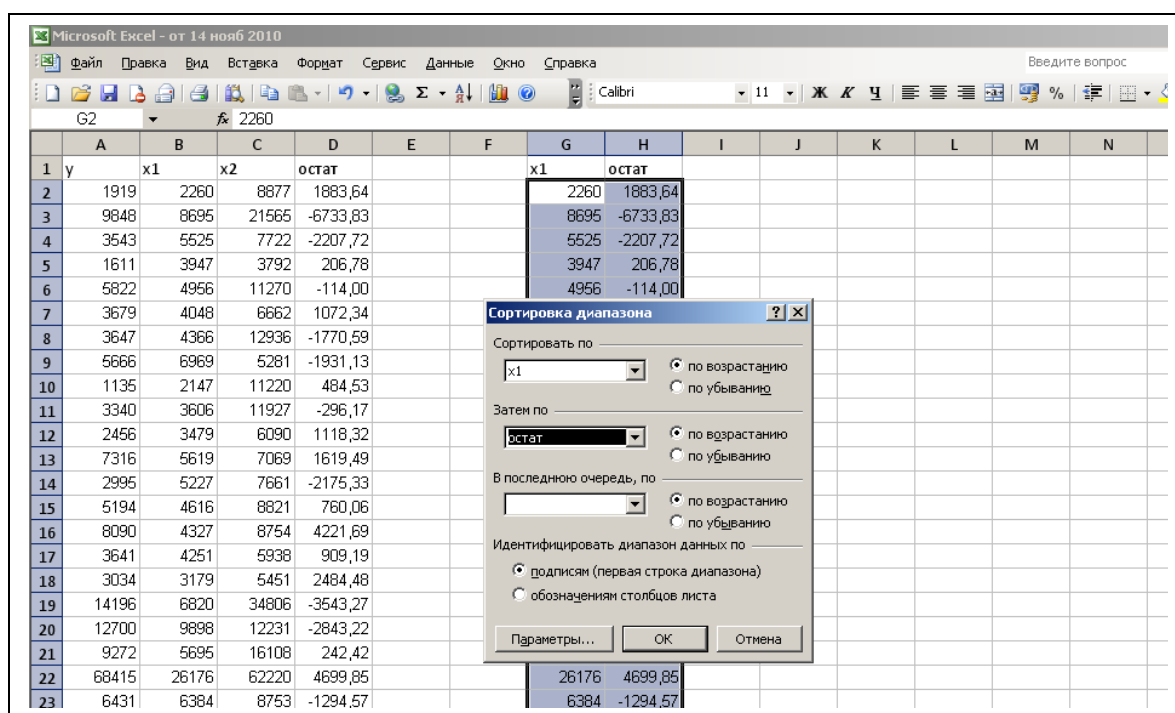 Microsoft Excel - от 14 нояб 2010
Файл Правка Вид Вставка Формат Сервис Данные Окно Справка Введите вопрос
Calibri 11 Ж К Ч %
G2 fx 2260
A B C D E F G H I J K L M N
1 y x1 x2 остат x1 остат
2 1919 2260 8877 1883,64 2260 1883,64
3 9848 8695 21565 -6733,83 8695 -6733,83
4 3543 5525 7722 -2207,72 5525 -2207,72
5 1611 3947 3792 206,78 3947 206,78
6 5822 4956 11270 -114,00 4956 -114,00
7 3679 4048 6662 1072,34
8 3647 4366 12936 -1770,59
9 5666 6969 5281 -1931,13
10 1135 2147 11220 484,53
11 3340 3606 11927 -296,17
12 2456 3479 6090 1118,32
13 7316 5619 7069 1619,49
14 2995 5227 7661 -2175,33
15 5194 4616 8821 760,06
16 8090 4327 8754 4221,69
17 3641 4251 5938 909,19
18 3034 3179 5451 2484,48
19 14196 6820 34806 -3543,27
20 12700 9898 12231 -2843,22
21 9272 5695 16108 242,42
22 68415 26176 62220 4699,85 26176 4699,85
23 6431 6384 8753 -1294,57 6384 -1294,57
Сортировка диапазона
Сортировать по
x1 по возрастанию
по убыванию
Затем по
остат по возрастанию
по убыванию
В последнюю очередь, по
по возрастанию
по убыванию
Идентифицировать диапазон данных по
подписям (первая строка диапазона)
обозначениям столбцов листа
Параметры... ОК Отмена